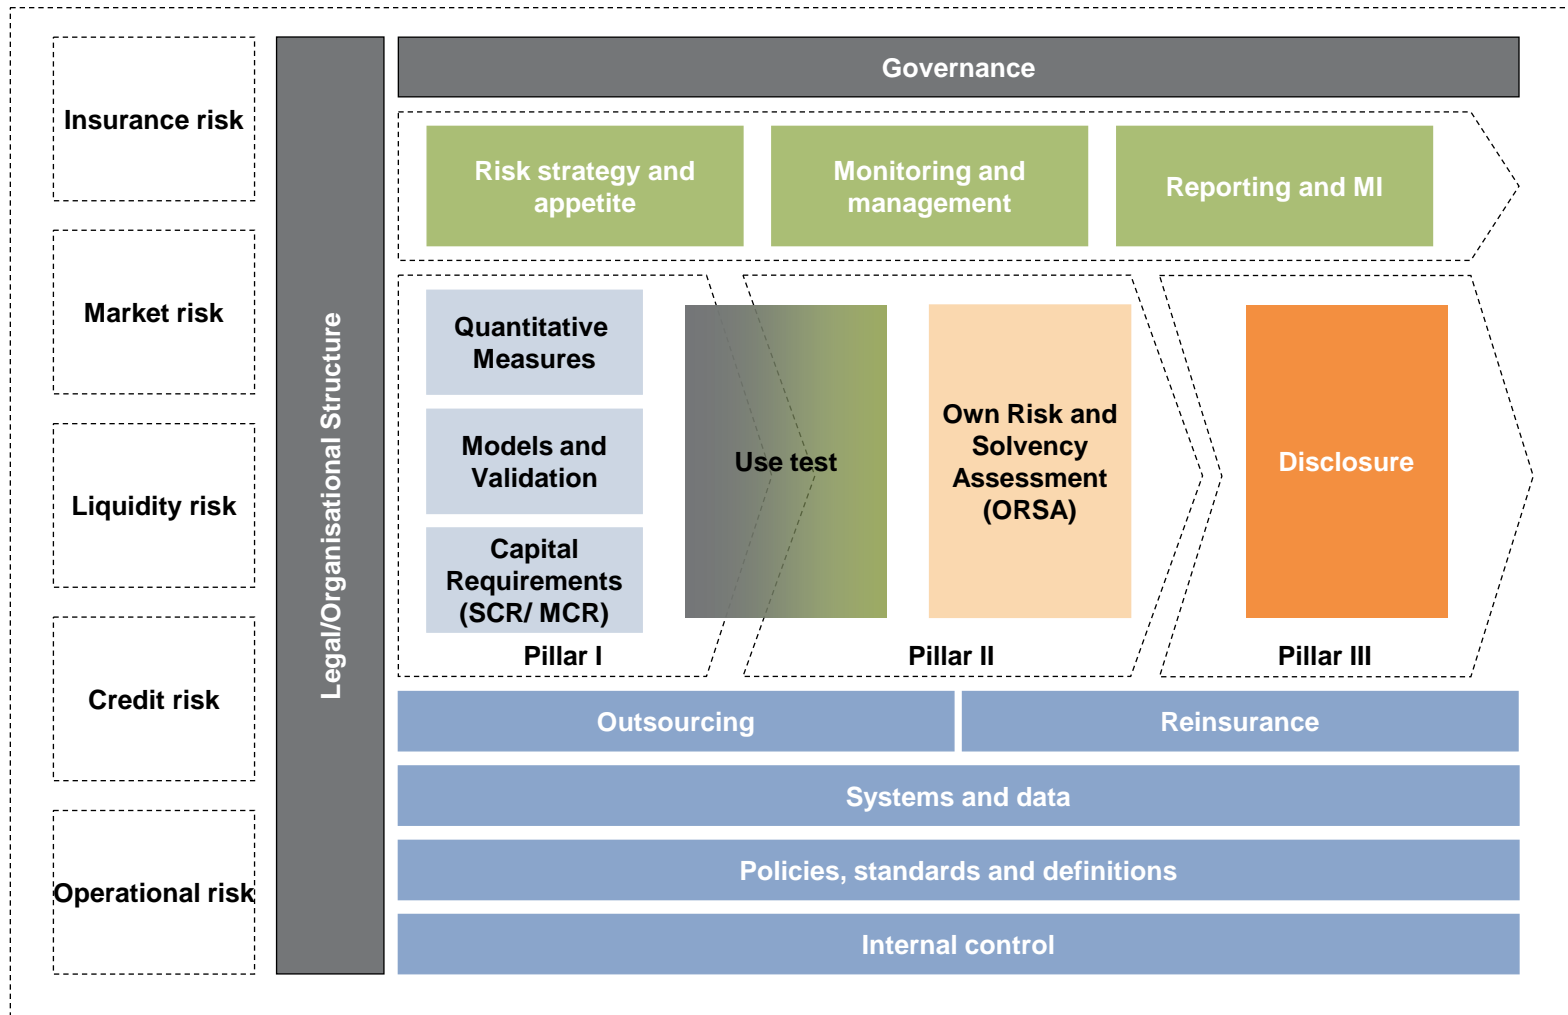 Insurance risk
Market risk
Liquidity risk
Credit risk
Operational risk
Legal/Organisational Structure
Governance
Risk strategy and
appetite
Monitoring and
management
Reporting and MI
Quantitative
Measures
Models and
Validation
Capital
Requirements
(SCR/ MCR)
Pillar I
Use test
Own Risk and
Solvency
Assessment
(ORSA)
Pillar II
Disclosure
Pillar III
Outsourcing
Reinsurance
Systems and data
Policies, standards and definitions
Internal control